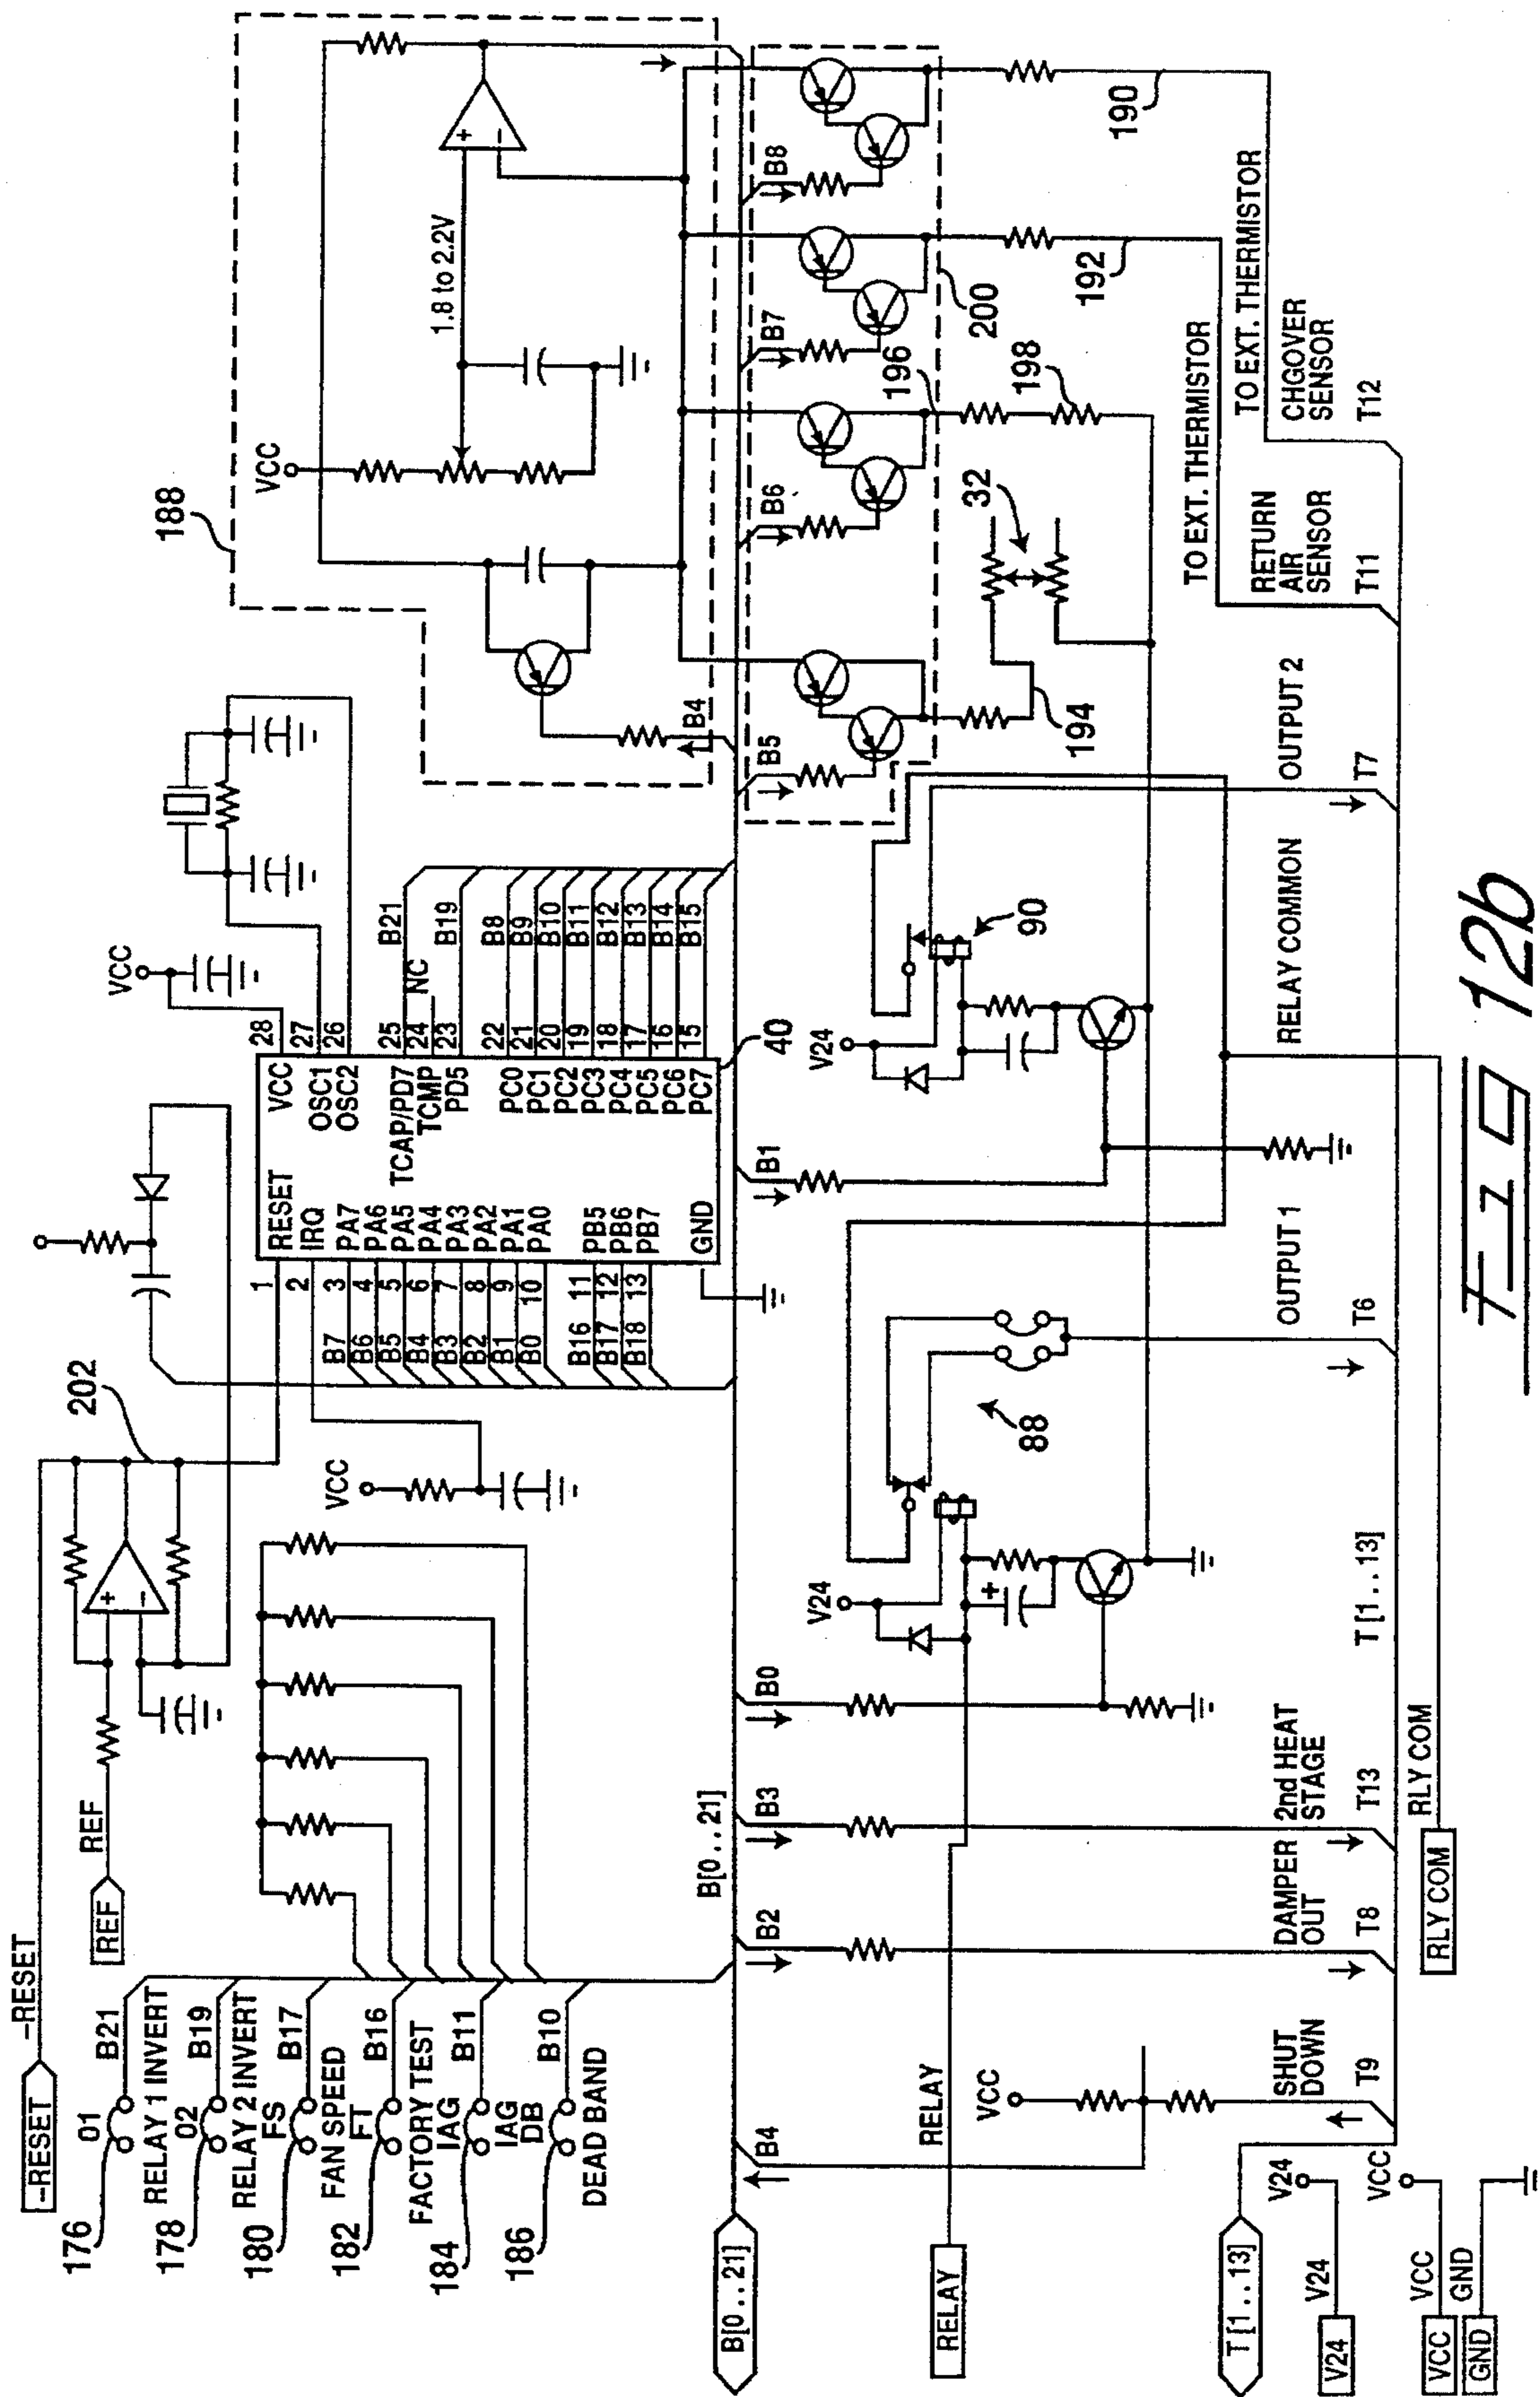 -RESET
-RESET
REF
REF
202
176
01
B21
RELAY 1 INVERT
178
02
B19
RELAY 2 INVERT
180
FS
B17
FAN SPEED
182
FT
B16
FACTORY TEST
184
IAG
B11
IAG
186
DB
B10
DEAD BAND
+
−
VCC
1
RESET
2
IRQ
B7
3
PA7
B6
4
PA6
B5
5
PA5
B4
6
PA4
B3
7
PA3
B2
8
PA2
B1
9
PA1
B0
10
PA0
B16
11
PB5
B17
12
PB6
B18
13
PB7
GND
VCC
VCC
28
OSC1
27
OSC2
26
TCAP/PD7
25
B21
TCMP
24
NC
PD5
23
B19
PC0
22
B8
PC1
21
B9
PC2
20
B10
PC3
19
B11
PC4
18
B12
PC5
17
B13
PC6
16
B14
PC7
15
B15
40
188
VCC
1.8 to 2.2V
+
−
B4
B[0..21]
B[0..21]
B4
B2
B3
B0
B1
B5
B6
B7
B8
196
200
198
194
192
190
32
RELAY
RELAY
VCC
V24
+
88
V24
90
TO EXT. THERMISTOR
TO EXT. THERMISTOR
SHUT
DOWN
T9
DAMPER
OUT
T8
2nd HEAT
STAGE
T13
T[1..13]
OUTPUT 1
T6
RELAY COMMON
OUTPUT 2
T7
RETURN
AIR
SENSOR
T11
CHGOVER
SENSOR
T12
T[1..13]
V24
V24
V24
VCC
VCC
VCC
GND
GND
RLY COM
RLY COM
FIG 12b